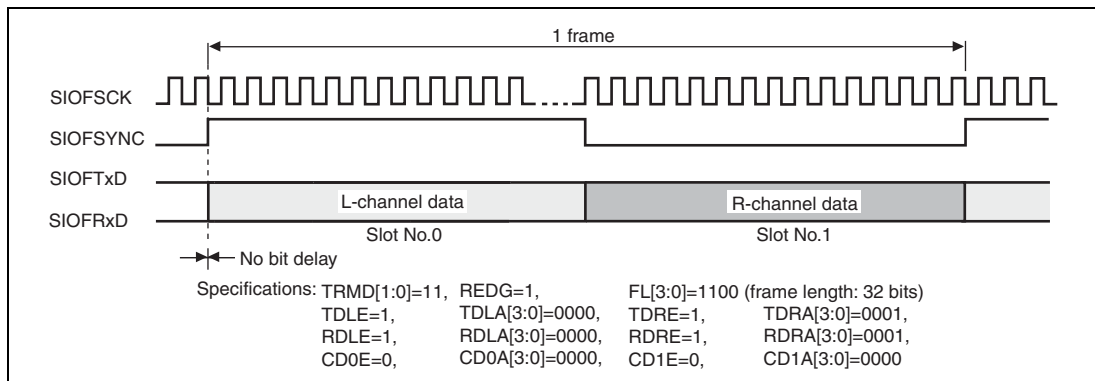 1 frame
SIOFSCK
SIOFSYNC
SIOFTxD
SIOFRxD
L-channel data
R-channel data
Slot No.0
Slot No.1
No bit delay
Specifications: TRMD[1:0]=11, REDG=1, FL[3:0]=1100 (frame length: 32 bits)
TDLE=1, TDLA[3:0]=0000, TDRE=1, TDRA[3:0]=0001,
RDLE=1, RDLA[3:0]=0000, RDRE=1, RDRA[3:0]=0001,
CD0E=0, CD0A[3:0]=0000, CD1E=0, CD1A[3:0]=0000